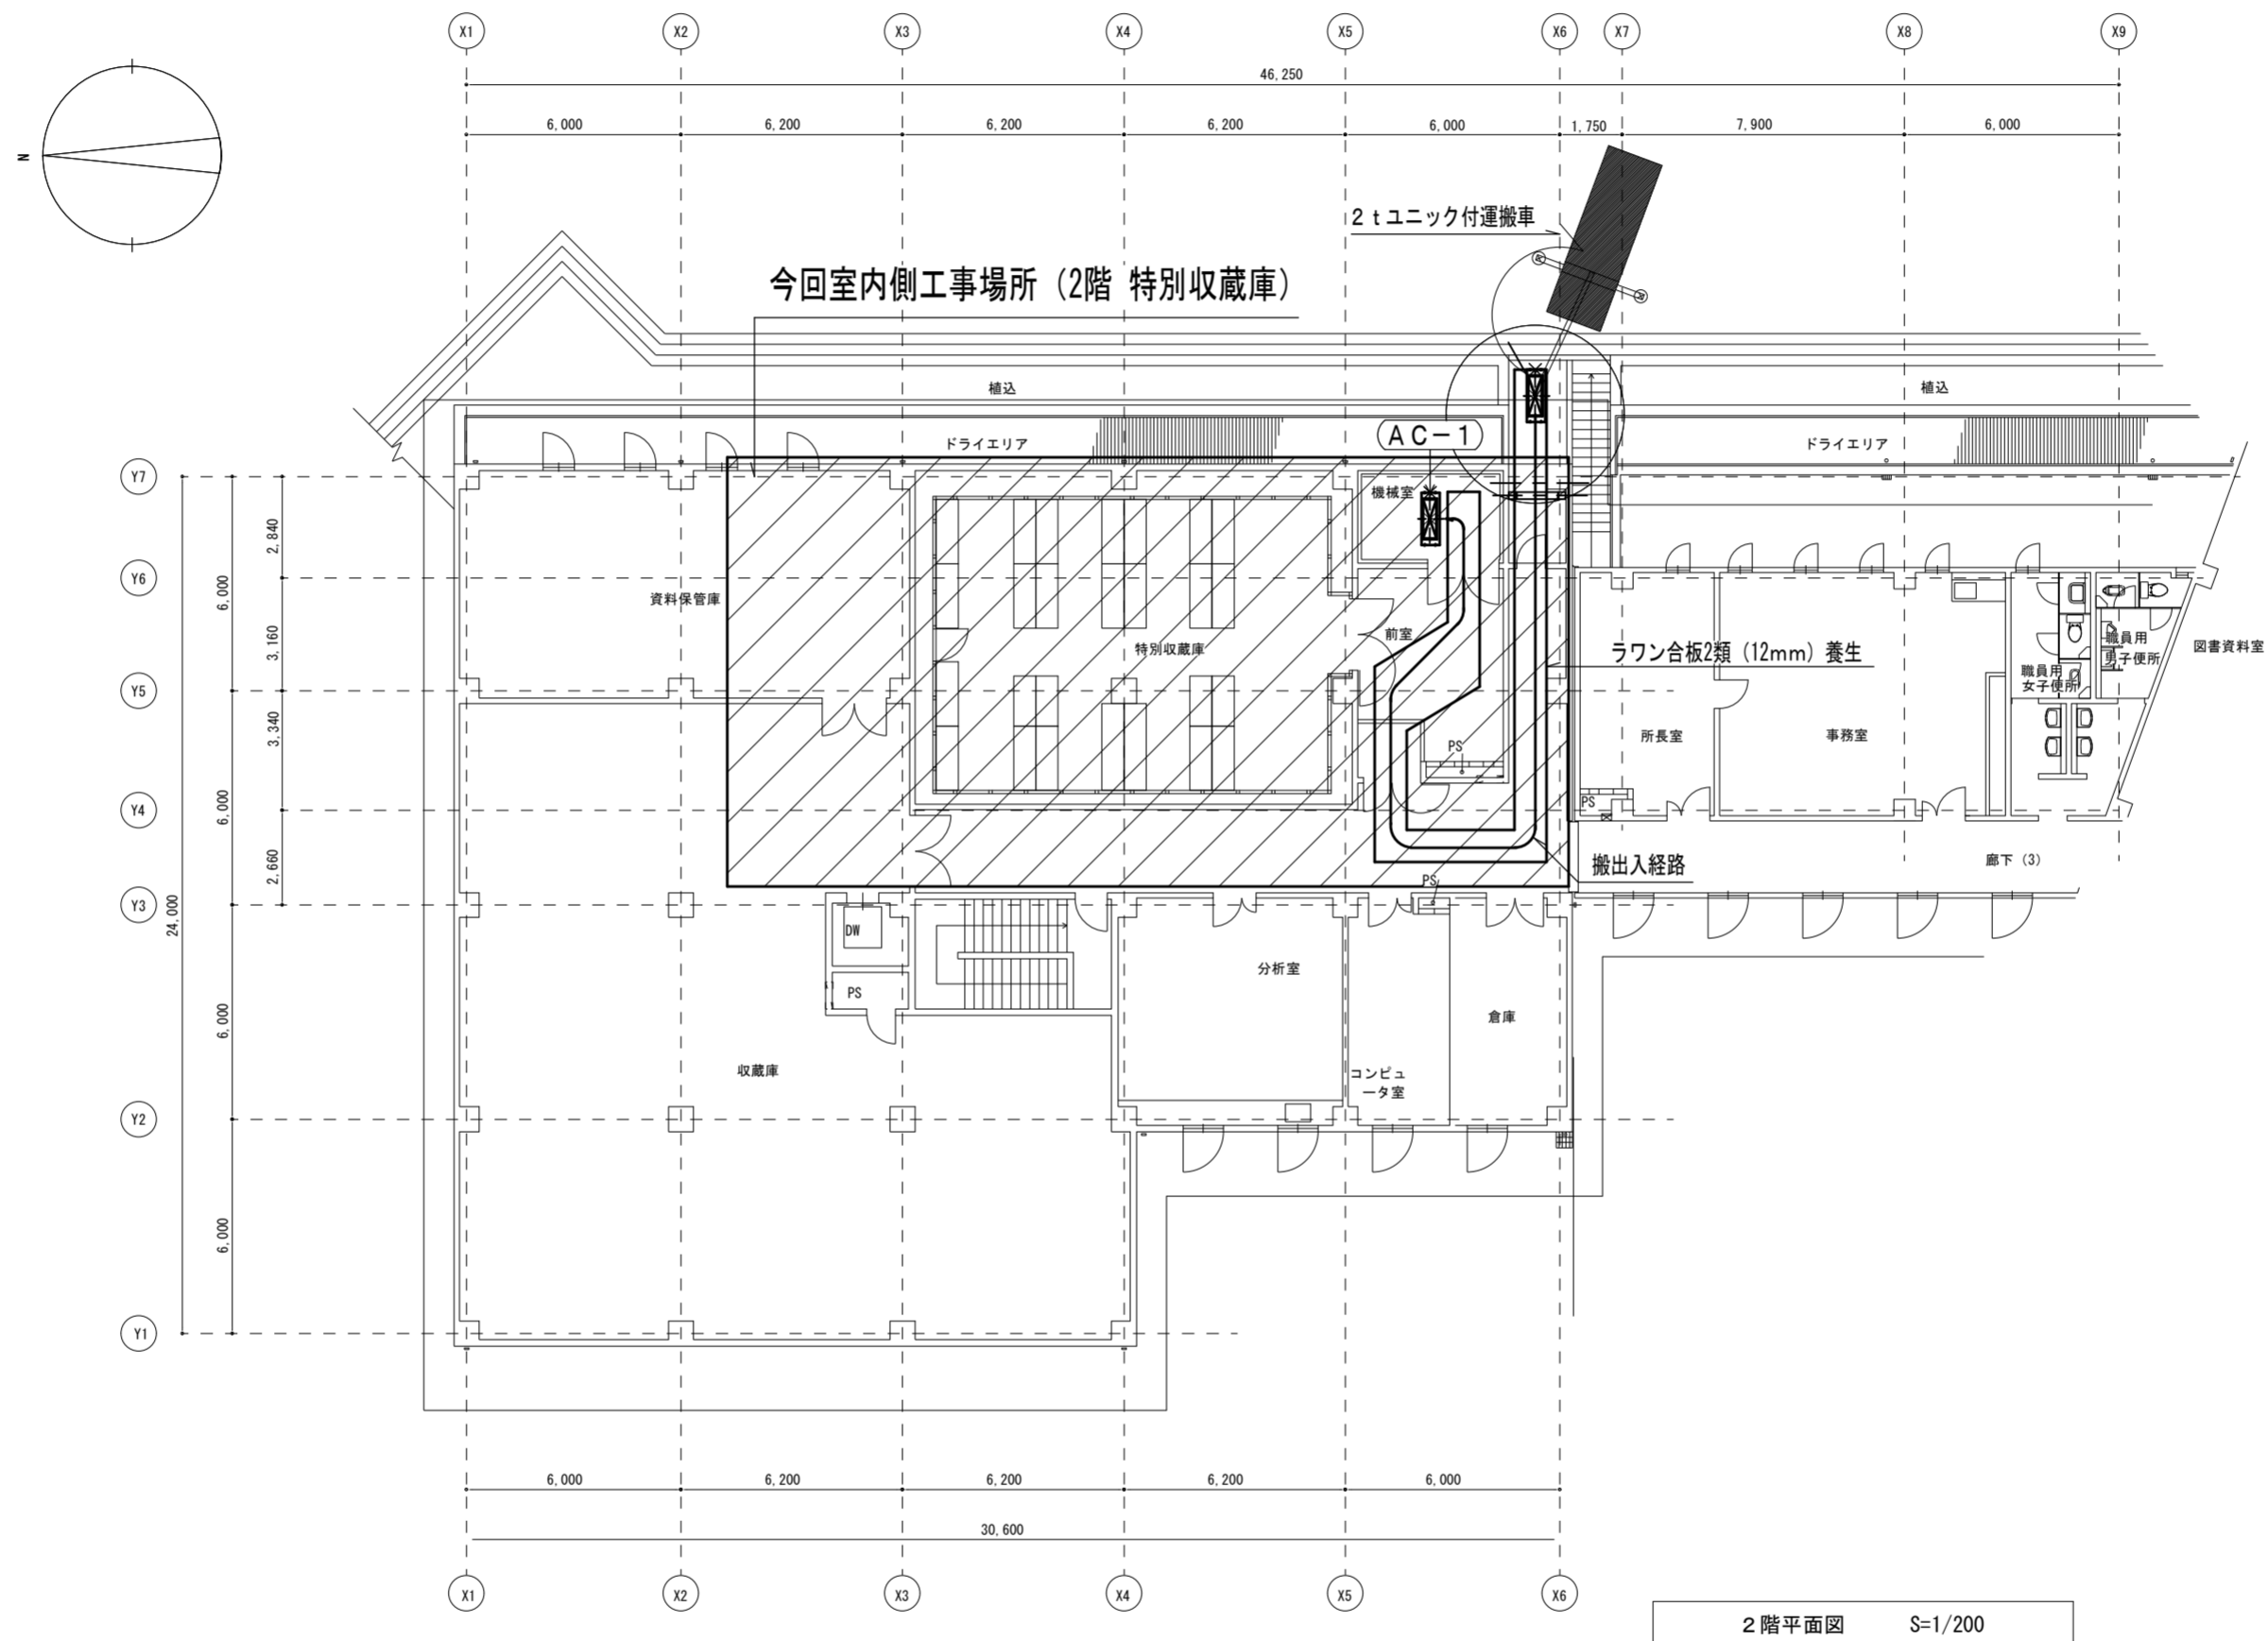 X1 X2 X3 X4 X5 X6 X7 X8 X9
46,250
6,000 6,200 6,200 6,200 6,000 1,750 7,900 6,000
N
2tユニック付運搬車
今回室内側工事場所(2階 特別収蔵庫)
植込
植込
AC-1
ドライエリア
ドライエリア
Y7
機械室
2,840
Y6
6,000
資料保管庫
3,160
特別収蔵庫
前室
ラワン合板2類(12mm)養生
職員用
男子便所
図書資料室
職員用
女子便所
Y5
3,340
所長室
事務室
PS
6,000
Y4
PS
2,660
搬出入経路
廊下(3)
PS
Y3
24,000
DW
分析室
PS
6,000
倉庫
収蔵庫
コンピュ
ータ室
Y2
6,000
Y1
6,000 6,200 6,200 6,200 6,000
30,600
X1 X2 X3 X4 X5 X6
2階平面図 S=1/200